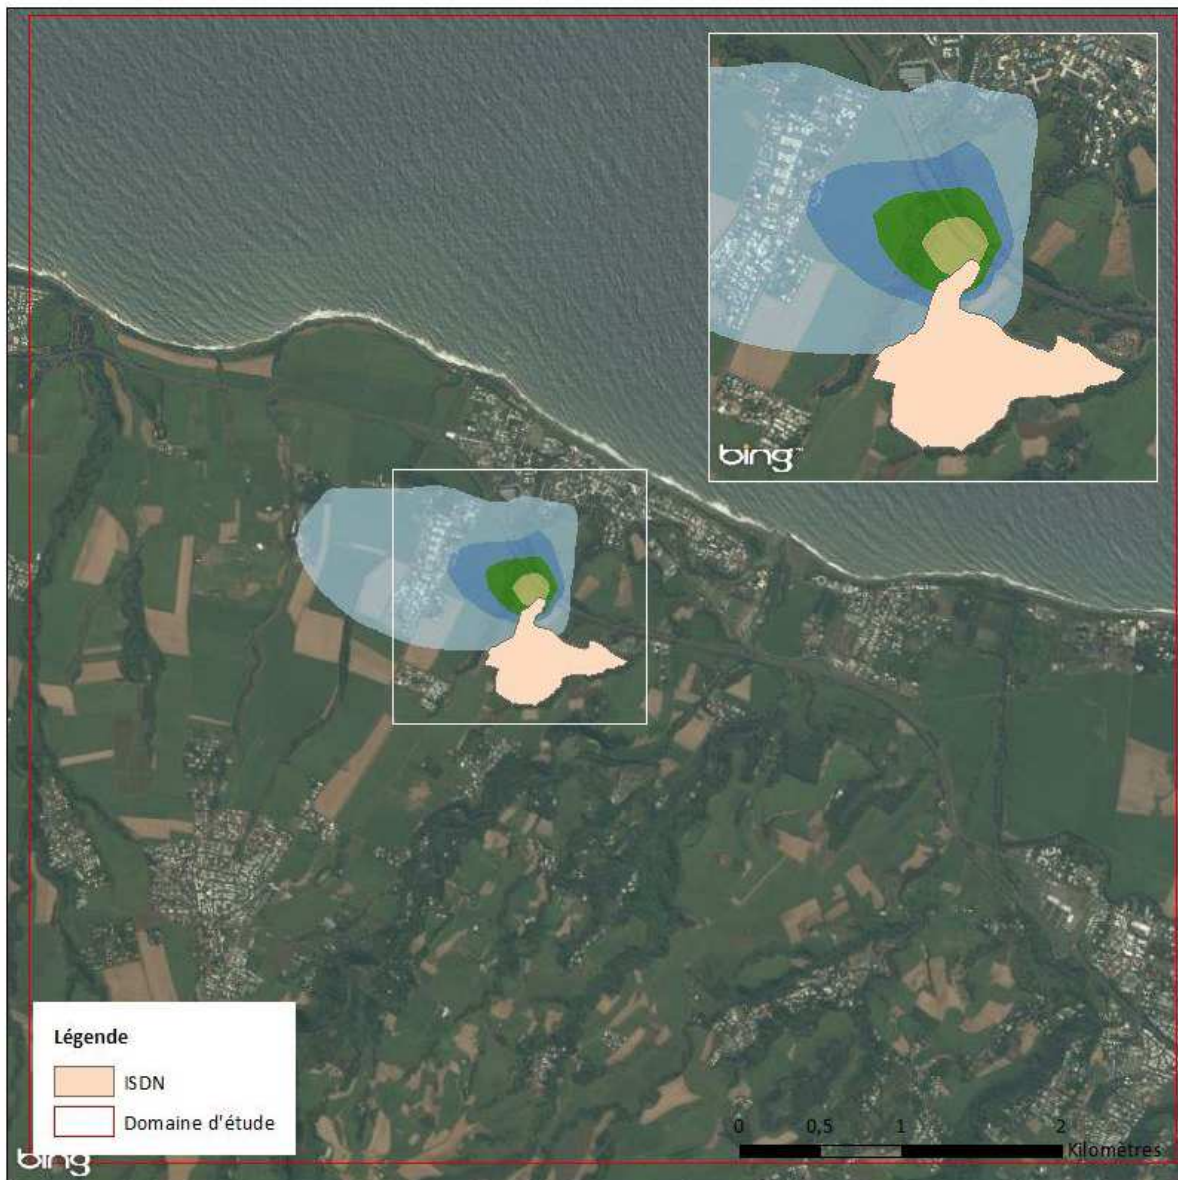 bing
Légende
ISDN
Domaine d'étude
bing
0 0,5 1 2
Kilomètres